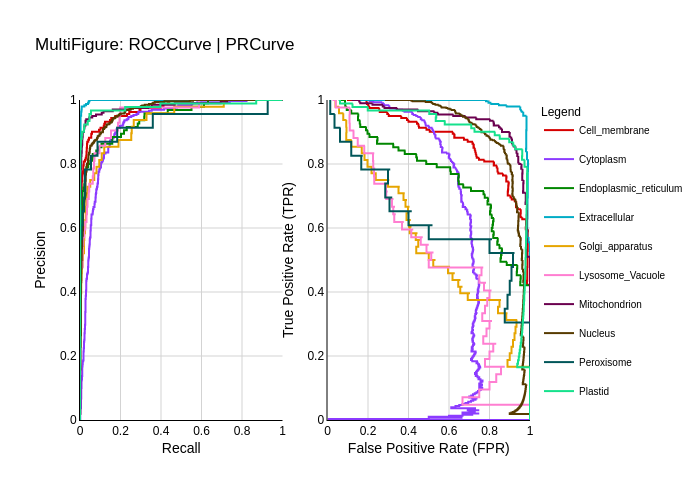 MultiFigure: ROCCurve | PRCurve
1
0.8
0.6
0.4
0.2
0
0 0.2 0.4 0.6 0.8 1
Precision
Recall
1
0.8
0.6
0.4
0.2
0
0 0.2 0.4 0.6 0.8 1
True Positive Rate (TPR)
False Positive Rate (FPR)
Legend
Cell_membrane
Cytoplasm
Endoplasmic_reticulum
Extracellular
Golgi_apparatus
Lysosome_Vacuole
Mitochondrion
Nucleus
Peroxisome
Plastid